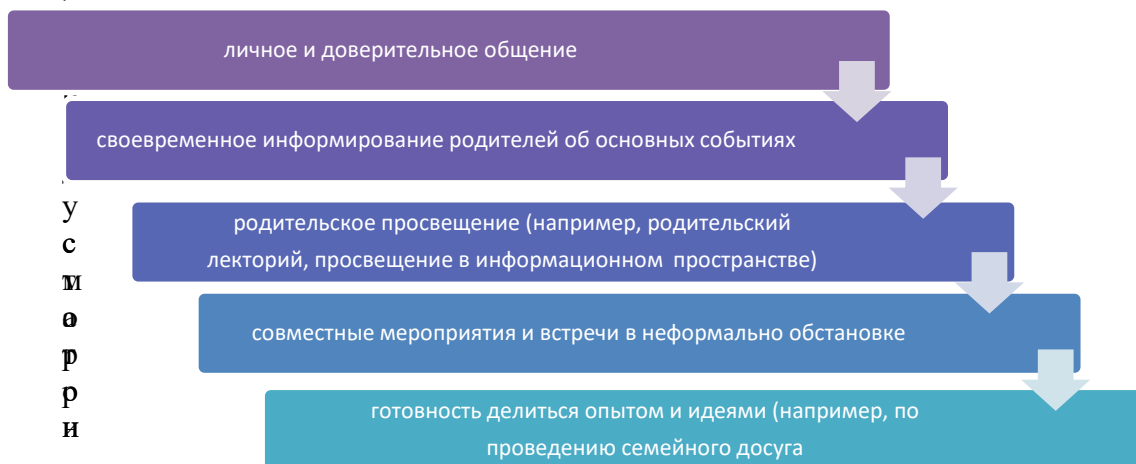 личное и доверительное общение
своевременное информирование родителей об основных событиях
родительское просвещение (например, родительский
лекторий, просвещение в информационном пространстве)
совместные мероприятия и встречи в неформально обстановке
готовность делиться опытом и идеями (например, по
проведению семейного досуга